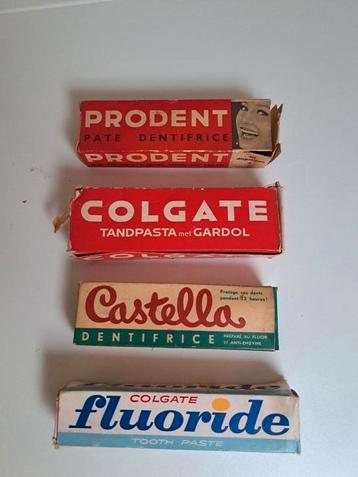 PRODENT
PATE DENTIFRICE
PRODENT
COLGATE
TANDPASTA met GARDOL
COLGATE
Castella
Protège vos dents
pendant 12 heures!
DENTIFRICE
PRÉPARÉ AU FLUOR
ET ANTI-ENZYME
COLGATE
fluoride
TOOTH PASTE